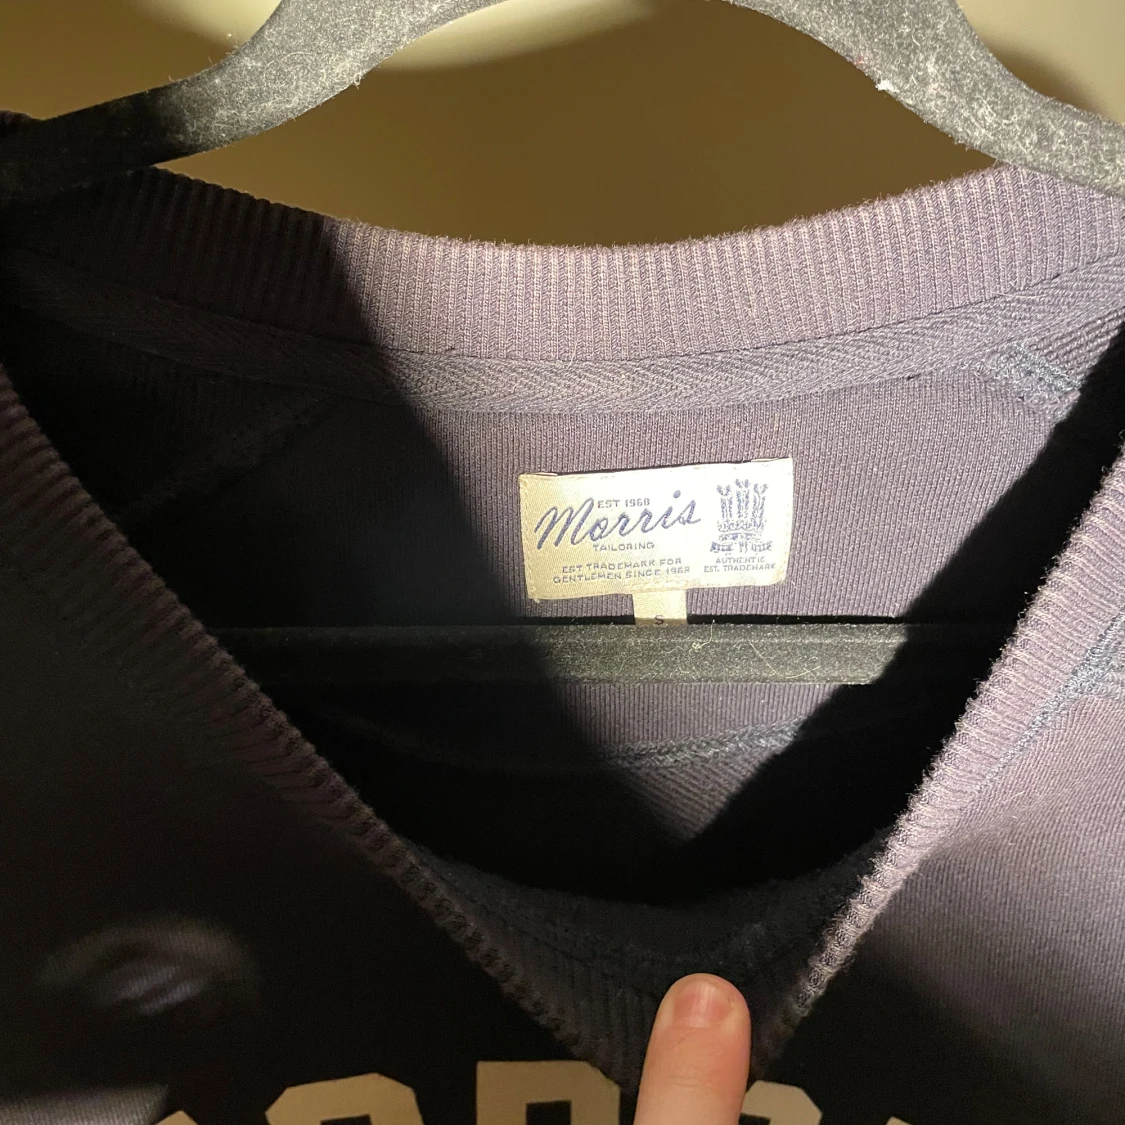 EST 1968
Morris
TAILORING
EST TRADEMARK FOR
GENTLEMEN SINCE 1968
AUTHENTIC
EST. TRADEMARK
S